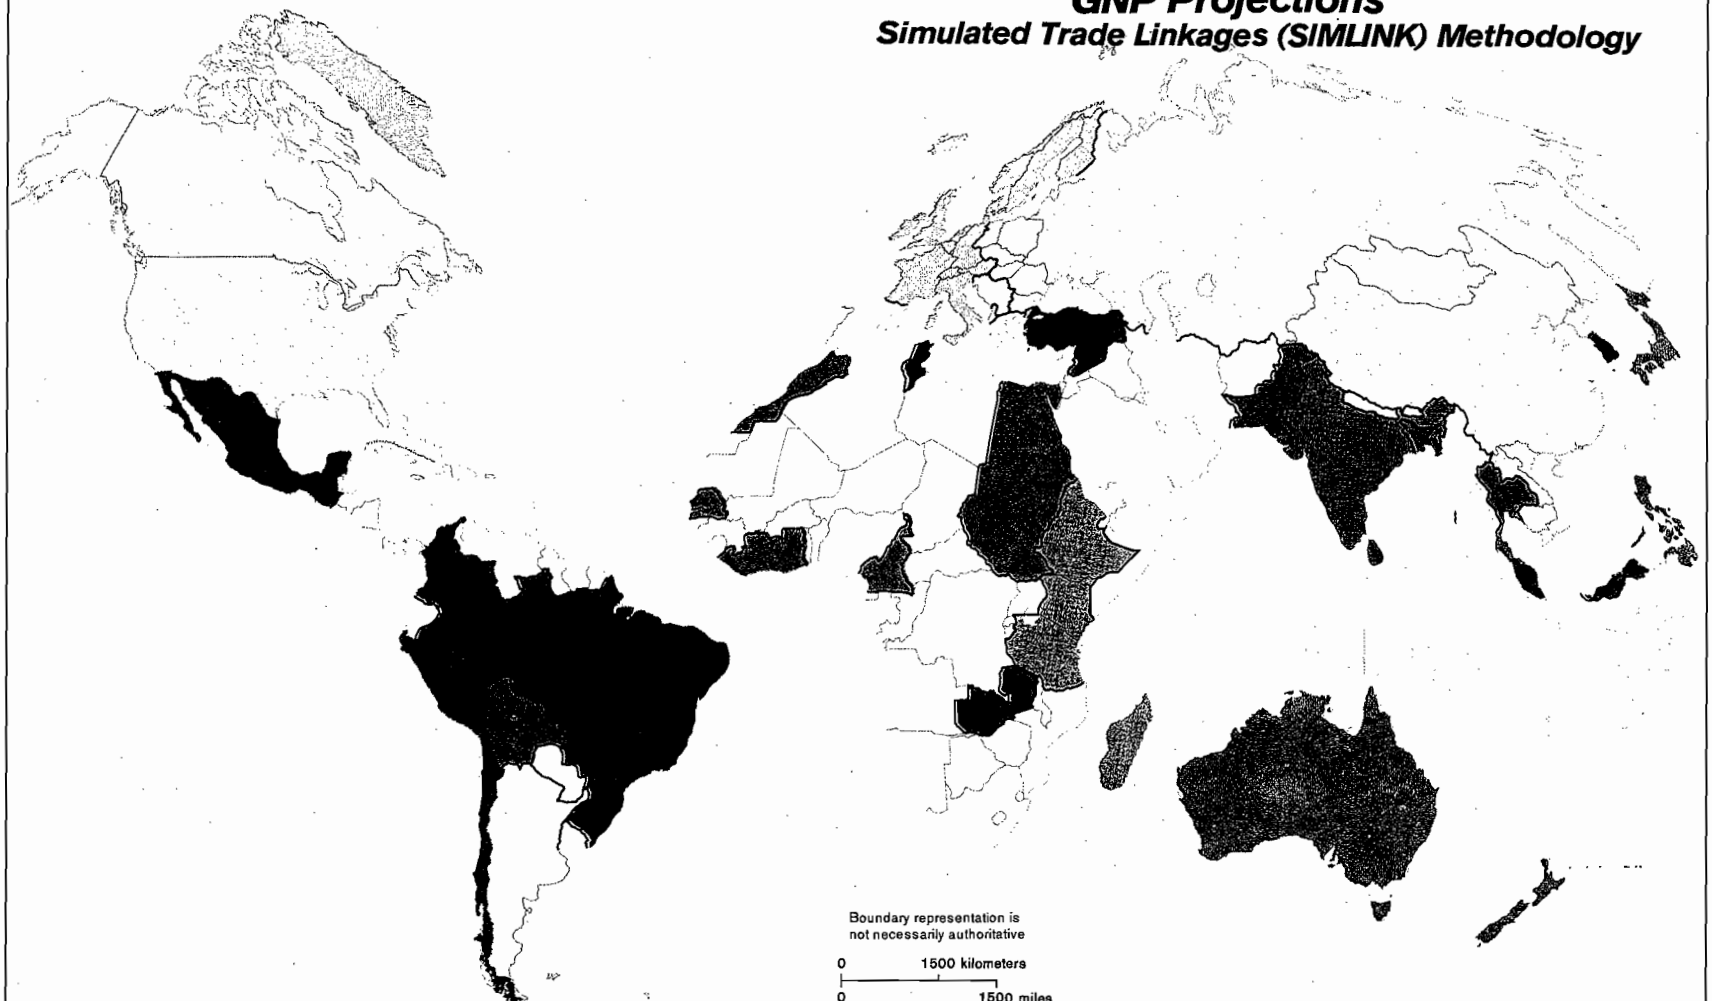 GNP Projections
Simulated Trade Linkages (SIMLINK) Methodology
Boundary representation is
not necessarily authoritative
0 1500 kilometers
0 1500 miles